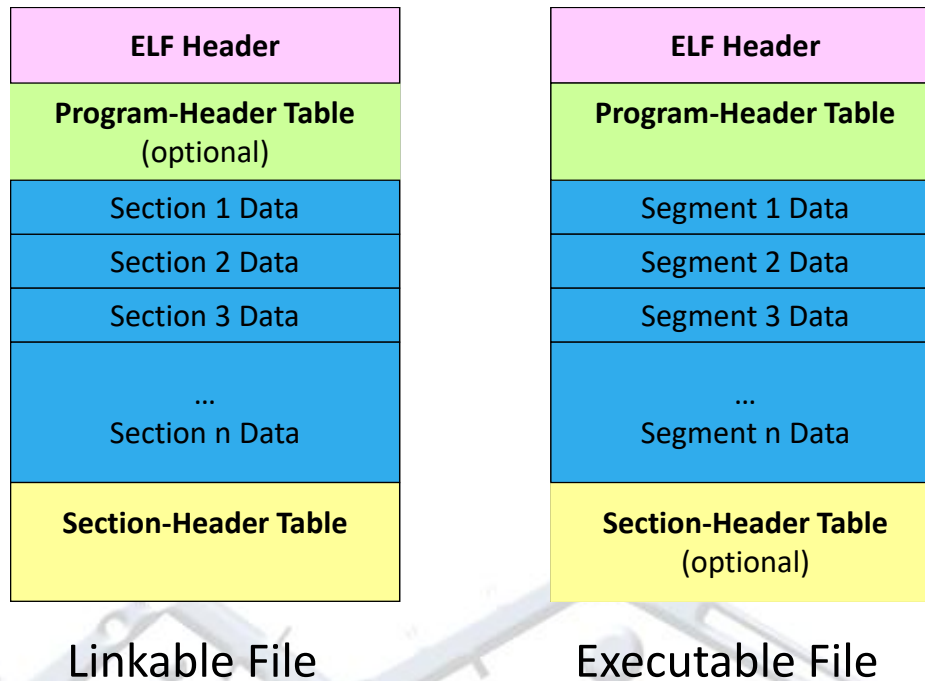 ELF Header
Program-Header Table
(optional)
Section 1 Data
Section 2 Data
Section 3 Data
...
Section n Data
Section-Header Table
Linkable File
ELF Header
Program-Header Table
Segment 1 Data
Segment 2 Data
Segment 3 Data
...
Segment n Data
Section-Header Table
(optional)
Executable File